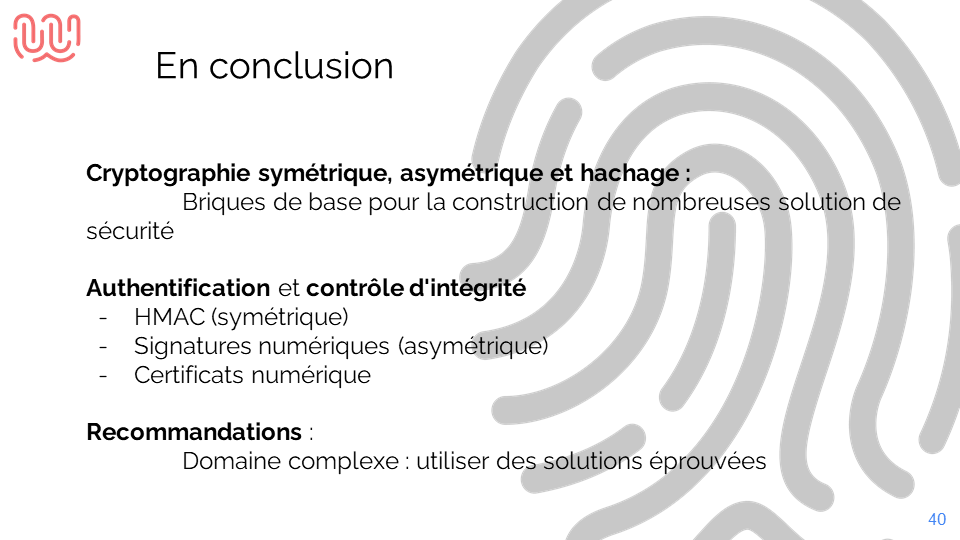 En conclusion
Cryptographie symétrique, asymétrique et hachage :
Briques de base pour la construction de nombreuses solution de
sécurité
Authentification et contrôle d'intégrité
- HMAC (symétrique)
- Signatures numériques (asymétrique)
- Certificats numérique
Recommandations :
Domaine complexe : utiliser des solutions éprouvées
40